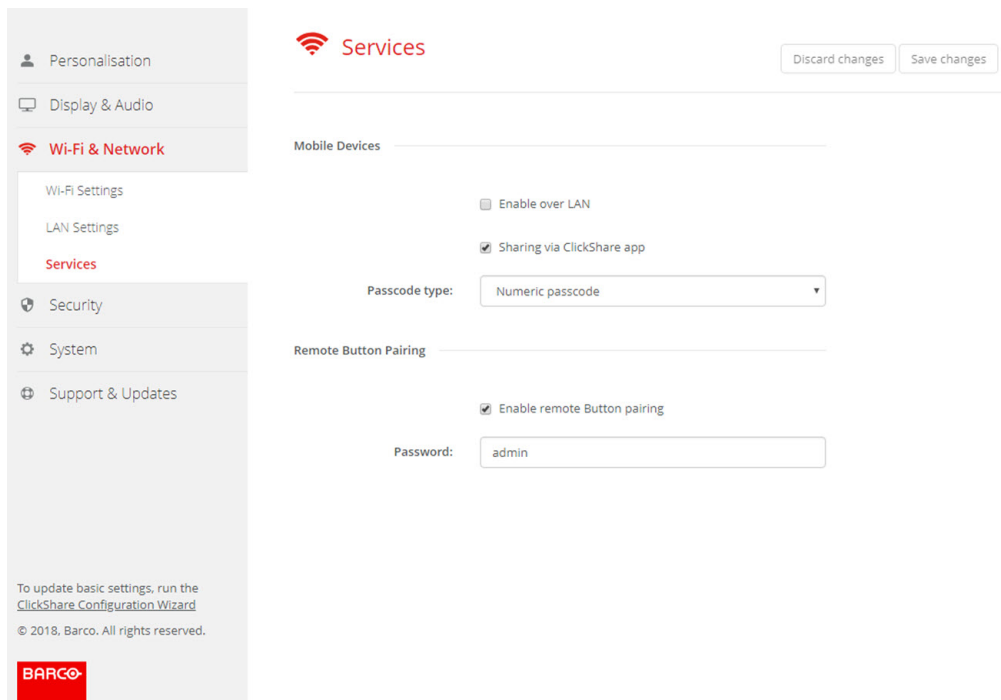 Personalisation
Display & Audio
Wi-Fi & Network
Wi-Fi Settings
LAN Settings
Services
Security
System
Support & Updates
To update basic settings, run the
ClickShare Configuration Wizard
© 2018, Barco. All rights reserved.
BARCO
Services
Discard changes
Save changes
Mobile Devices
Enable over LAN
Sharing via ClickShare app
Passcode type:
Numeric passcode
Remote Button Pairing
Enable remote Button pairing
Password:
admin